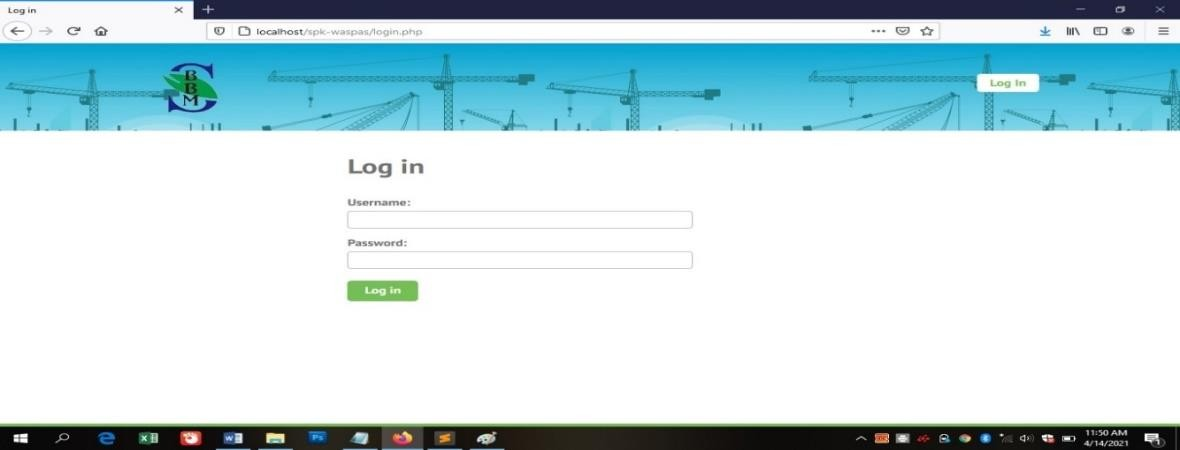 Log in
localhost/spk-waspas/login.php
S
B
B
M
Log In
Log in
Username:
Password:
Log in
Ps
11:50 AM
4/14/2021